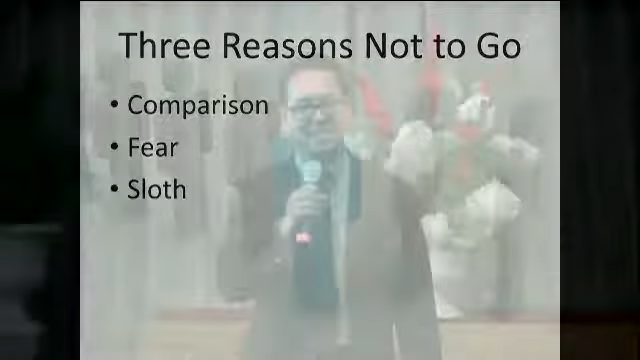 Three Reasons Not to Go
• Comparison
• Fear
• Sloth